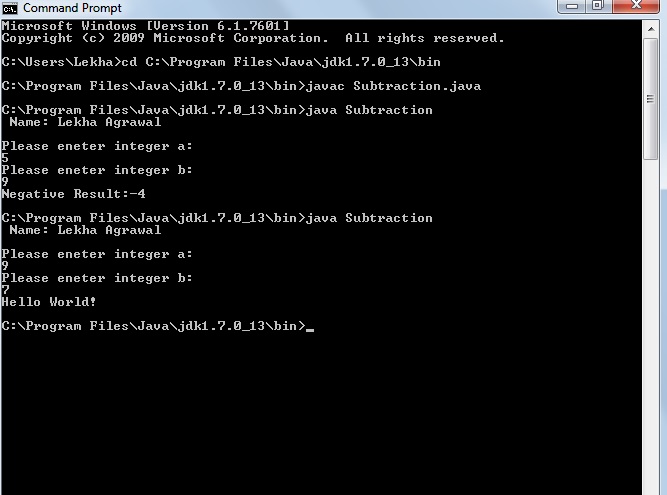 Command Prompt
Microsoft Windows [Version 6.1.7601]
Copyright (c) 2009 Microsoft Corporation.  All rights reserved.
C:\Users\Lekha>cd C:\Program Files\Java\jdk1.7.0_13\bin
C:\Program Files\Java\jdk1.7.0_13\bin>javac Subtraction.java
C:\Program Files\Java\jdk1.7.0_13\bin>java Subtraction
Name: Lekha Agrawal
Please eneter integer a:
5
Please eneter integer b:
9
Negative Result:-4
C:\Program Files\Java\jdk1.7.0_13\bin>java Subtraction
Name: Lekha Agrawal
Please eneter integer a:
9
Please eneter integer b:
7
Hello World!
C:\Program Files\Java\jdk1.7.0_13\bin>_